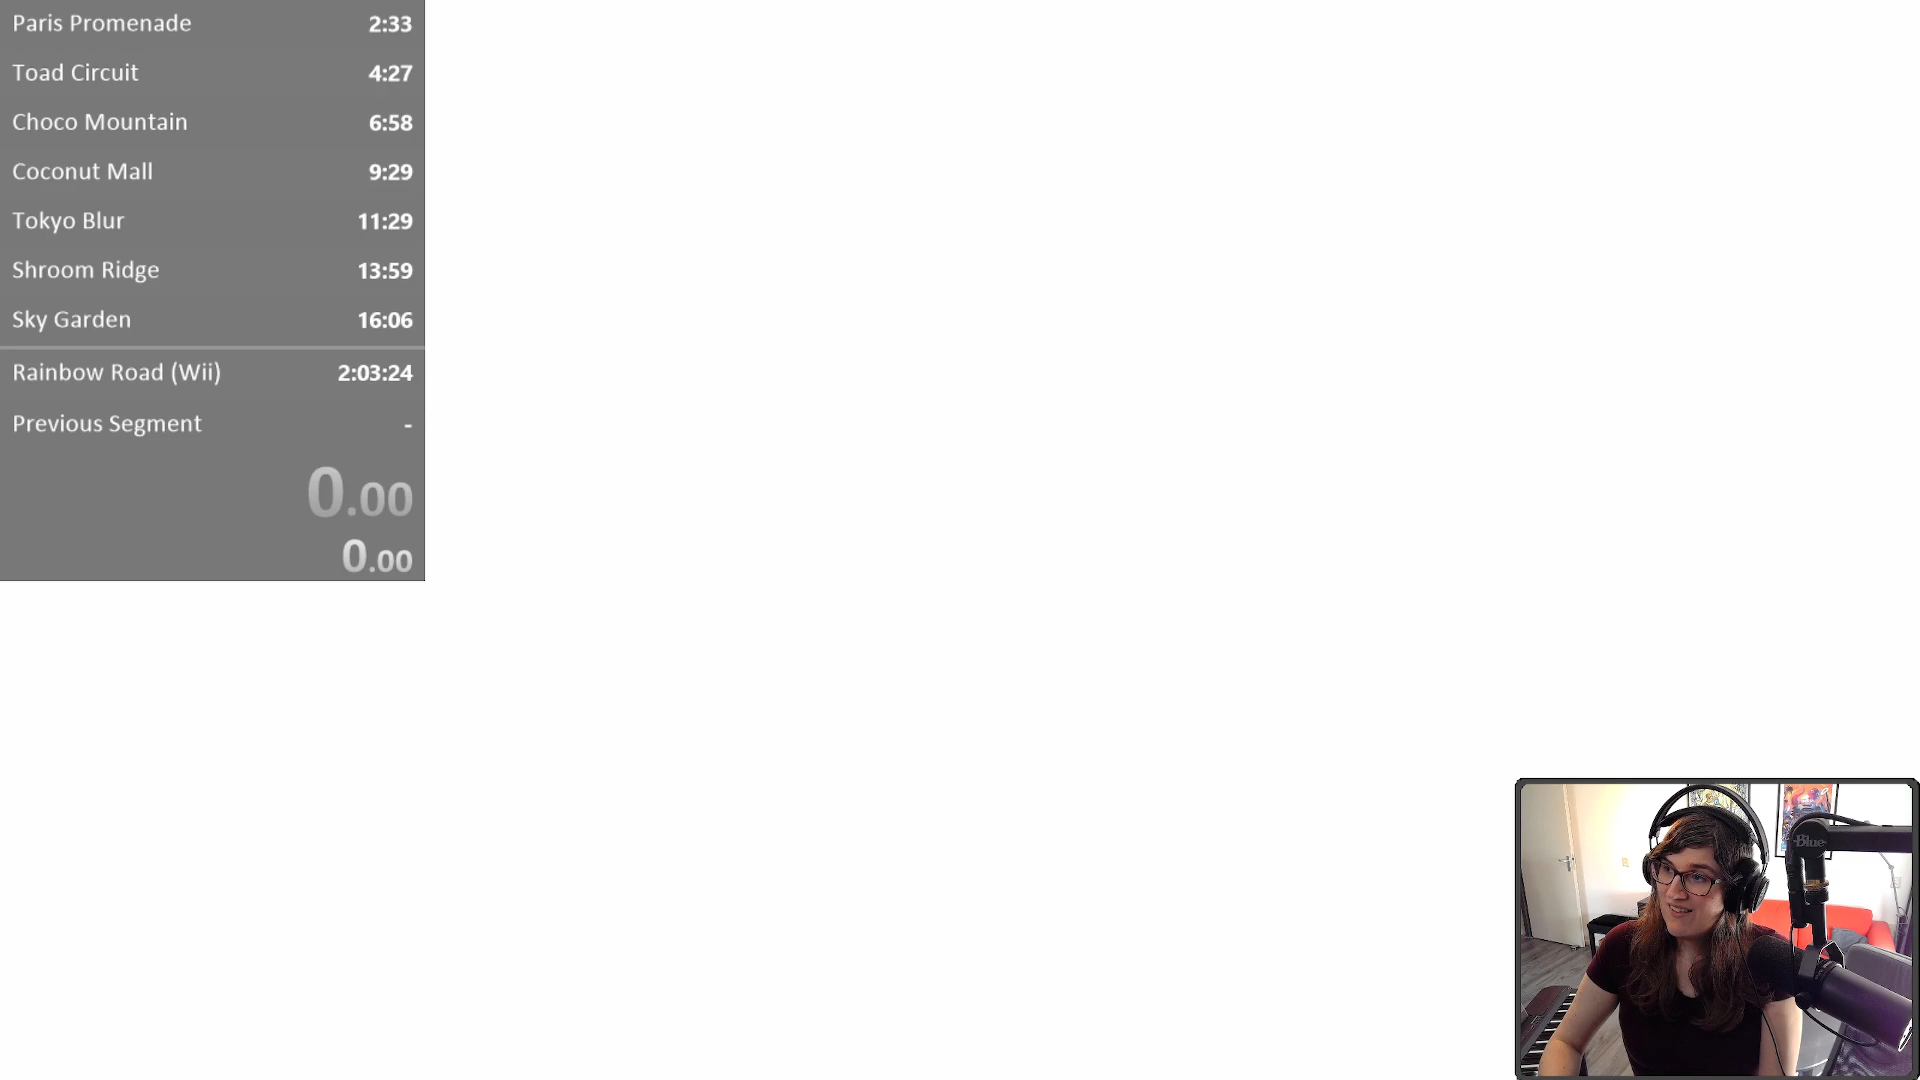 Paris Promenade 2:33
Toad Circuit 4:27
Choco Mountain 6:58
Coconut Mall 9:29
Tokyo Blur 11:29
Shroom Ridge 13:59
Sky Garden 16:06
Rainbow Road (Wii) 2:03:24
Previous Segment -
0.00
0.00
Blue